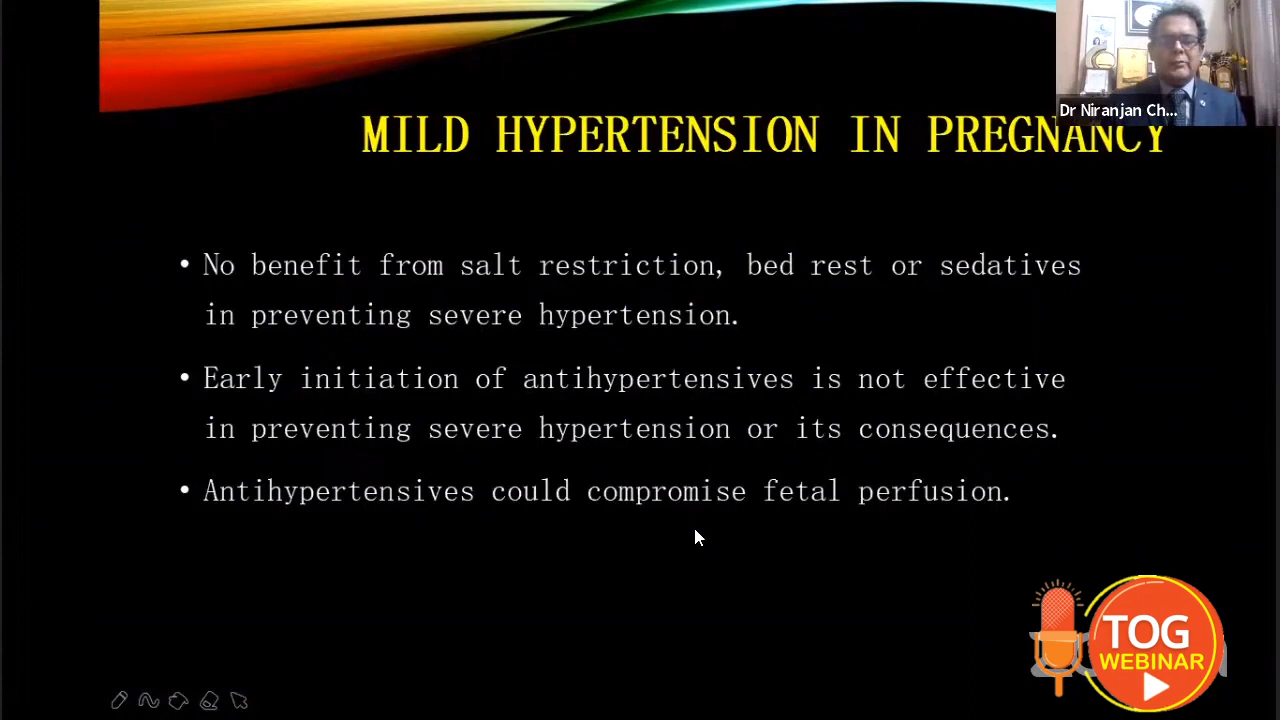 Dr Niranjan Ch...
MILD HYPERTENSION IN PREGNANCY
• No benefit from salt restriction, bed rest or sedatives
in preventing severe hypertension.
• Early initiation of antihypertensives is not effective
in preventing severe hypertension or its consequences.
• Antihypertensives could compromise fetal perfusion.
TOG
WEBINAR